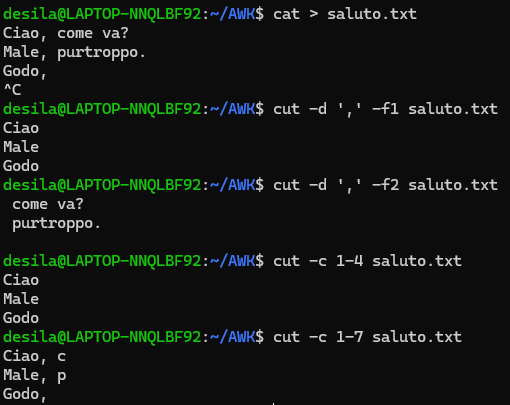 desila@LAPTOP-NNQLBF92:~/AWK$ cat > saluto.txt
Ciao, come va?
Male, purtroppo.
Godo,
^C
desila@LAPTOP-NNQLBF92:~/AWK$ cut -d ',' -f1 saluto.txt
Ciao
Male
Godo
desila@LAPTOP-NNQLBF92:~/AWK$ cut -d ',' -f2 saluto.txt
 come va?
 purtroppo.

desila@LAPTOP-NNQLBF92:~/AWK$ cut -c 1-4 saluto.txt
Ciao
Male
Godo
desila@LAPTOP-NNQLBF92:~/AWK$ cut -c 1-7 saluto.txt
Ciao, c
Male, p
Godo,